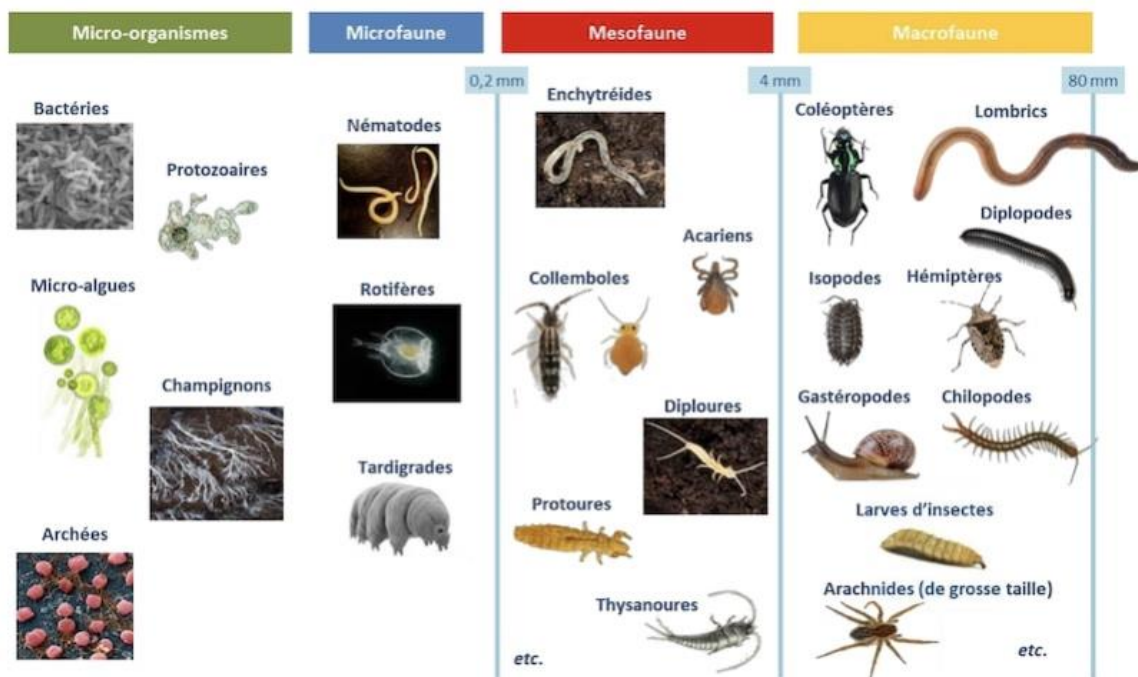 Micro-organismes
Microfaune
Mesofaune
Macrofaune
0,2 mm
4 mm
80 mm
Bactéries
Protozoaires
Micro-algues
Champignons
Archées
Nématodes
Rotifères
Tardigrades
Enchytréides
Acariens
Collemboles
Diploures
Protoures
Thysanoures
etc.
Coléoptères
Lombrics
Diplopodes
Isopodes
Hémiptères
Gastéropodes
Chilopodes
Larves d'insectes
Arachnides (de grosse taille)
etc.